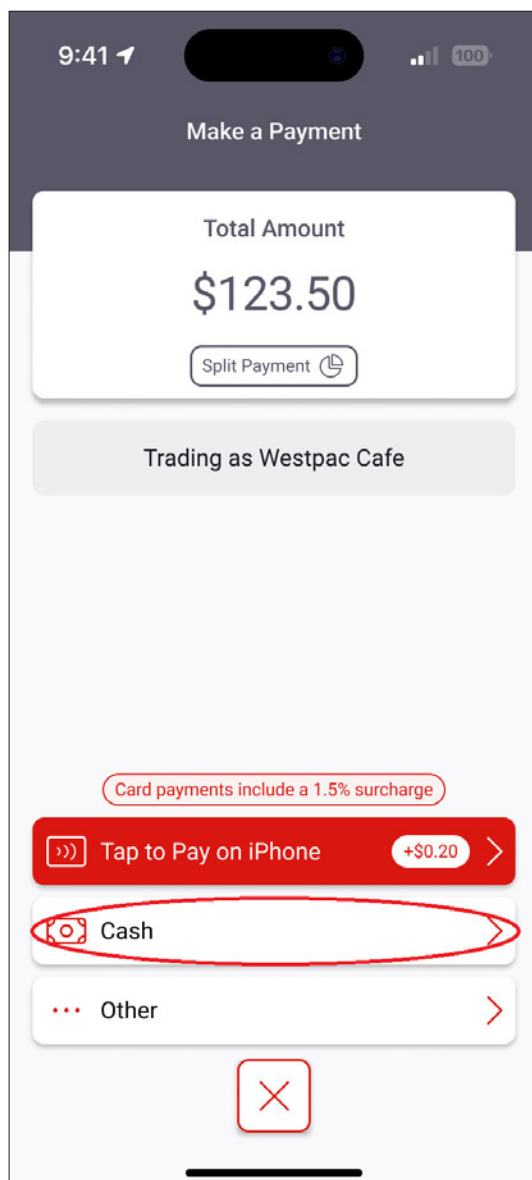 9:41
100
Make a Payment
Total Amount
$123.50
Split Payment
Trading as Westpac Cafe
Card payments include a 1.5% surcharge
Tap to Pay on iPhone +$0.20
Cash
Other